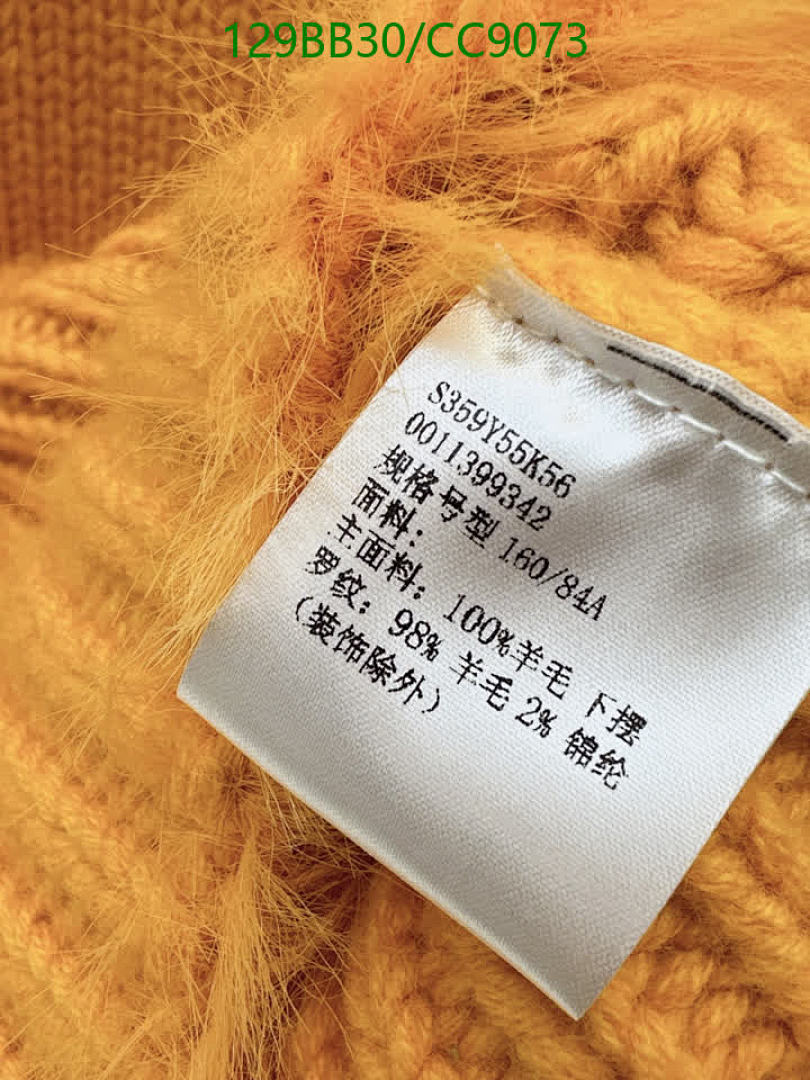 129BB30/CC9073
S359Y55K56
0011399342
规格号型 160/84A
面料：
主面料：100%羊毛 下摆
罗纹：98% 羊毛 2% 锦纶
（装饰除外）